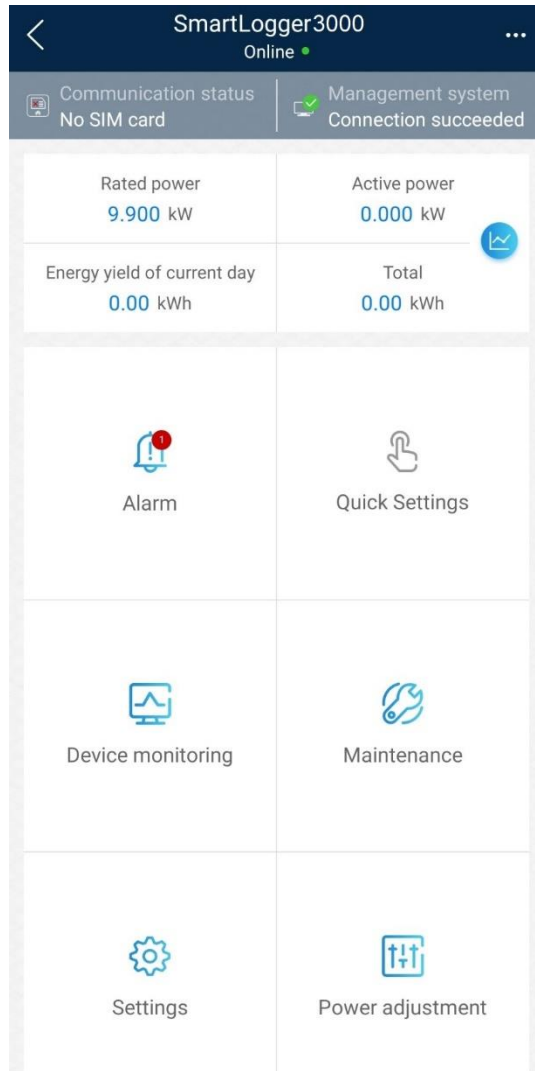 SmartLogger3000
...
Online
Communication status
No SIM card
Management system
Connection succeeded
Rated power
9.900 kW
Active power
0.000 kW
Energy yield of current day
0.00 kWh
Total
0.00 kWh
1
Alarm
Quick Settings
Device monitoring
Maintenance
Settings
Power adjustment